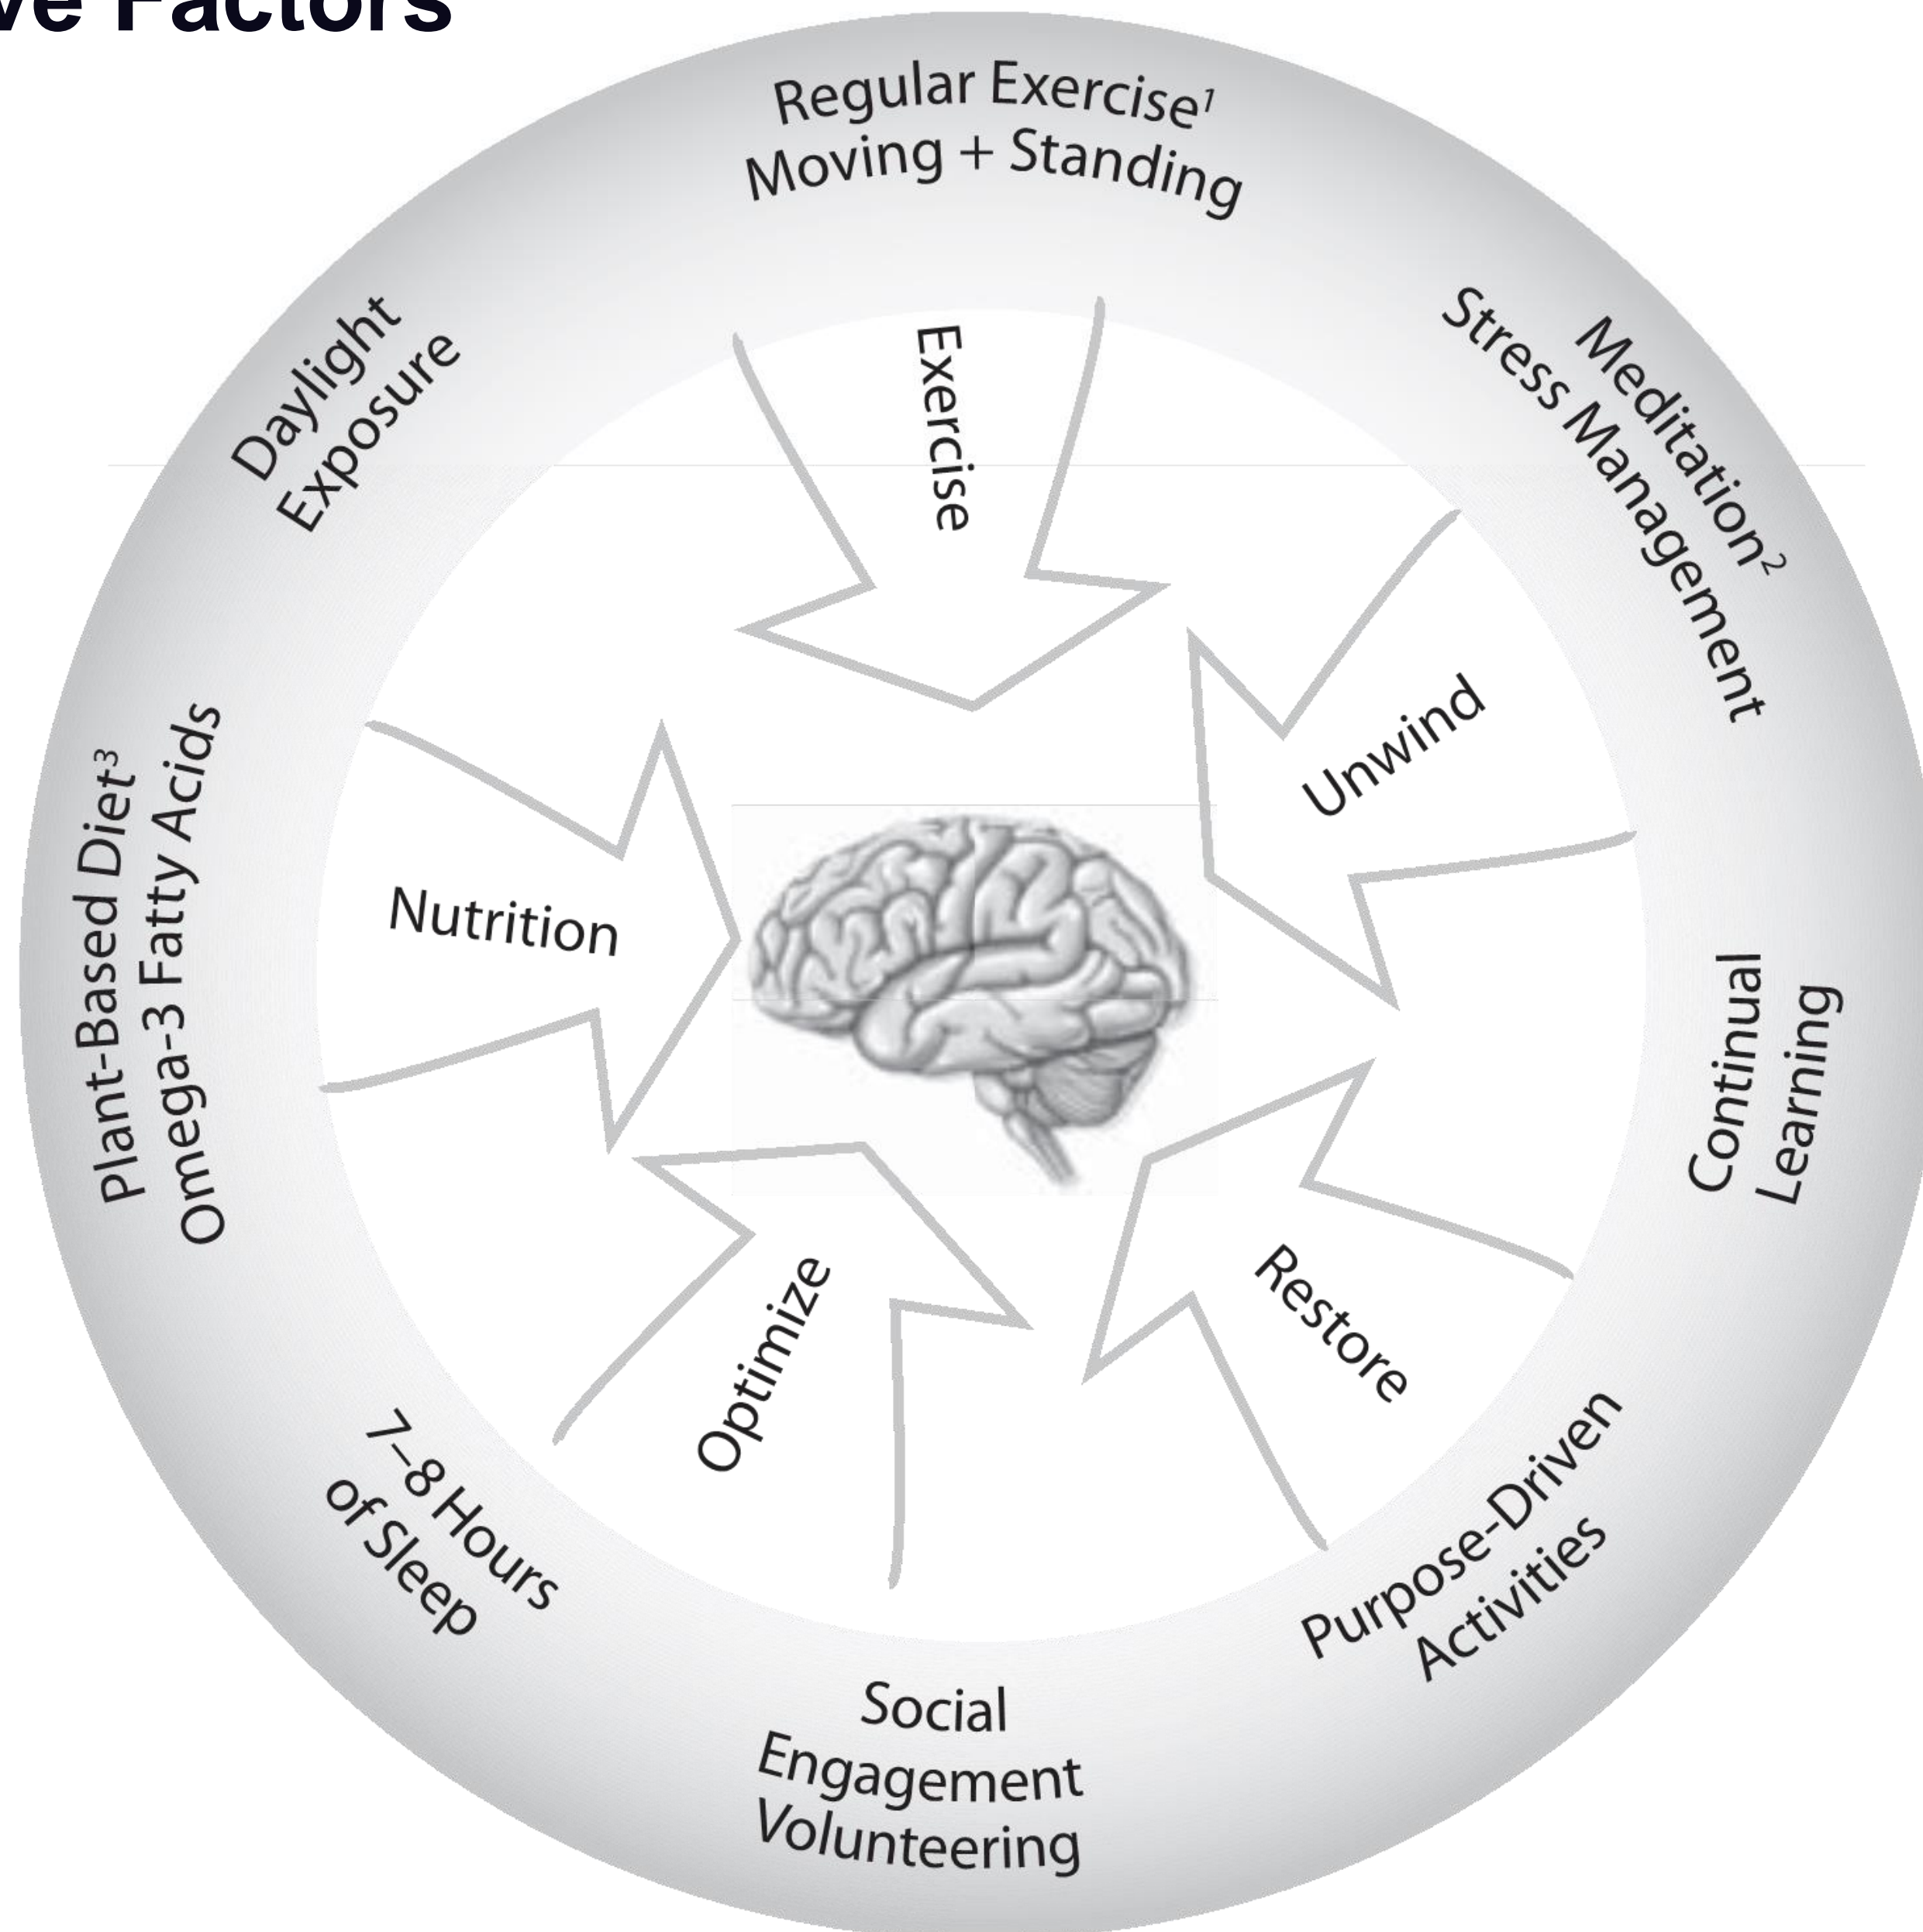 Factors
Regular Exercise¹
Moving + Standing
Meditation²
Stress Management
Continual
Learning
Purpose-Driven
Activities
Social
Engagement
Volunteering
7–8 Hours
of Sleep
Plant-Based Diet³
Omega-3 Fatty Acids
Daylight
Exposure
Exercise
Unwind
Restore
Optimize
Nutrition